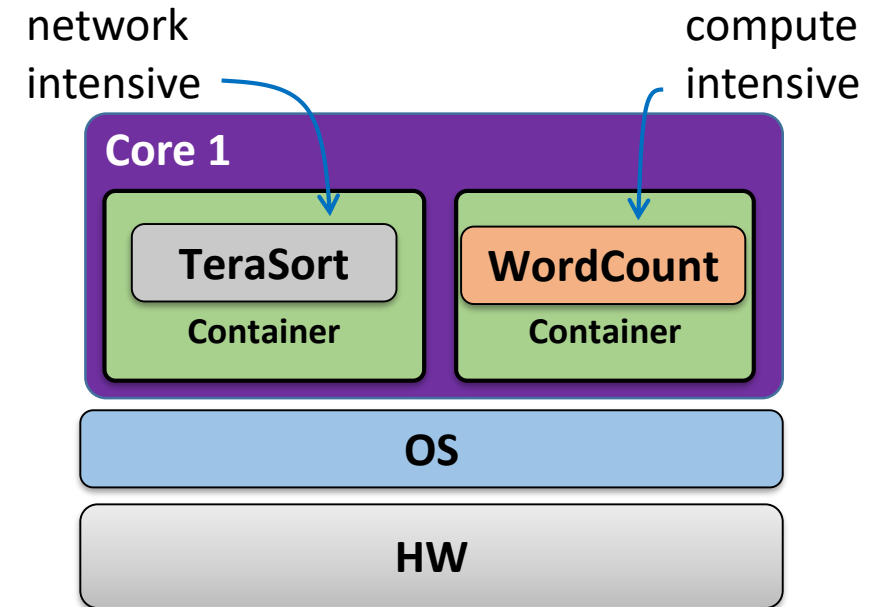 network
intensive
compute
intensive
Core 1
TeraSort
Container
WordCount
Container
OS
HW